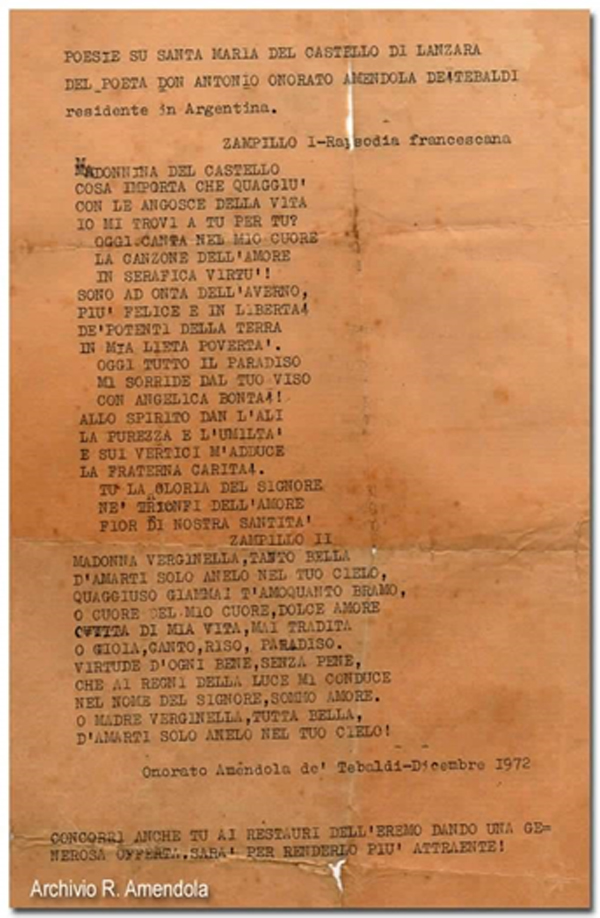 POESIE SU SANTA MARIA DEL CASTELLO DI LANZARA
DEL POETA DON ANTONIO ONORATO AMENDOLA DE4TEBALDI
residente in Argentina.
ZAMPILLO I-Rapsodia francescana
MADONNINA DEL CASTELLO
COSA IMPORTA CHE QUAGGIU'
CON LE ANGOSCE DELLA VITA
IO MI TROVI A TU PER TU?
OGGI CANTA NEL MIO CUORE
LA CANZONE DELL'AMORE
IN SERAFICA VIRTU'!
SONO AD ONTA DELL'AVERNO,
PIU' FELICE E IN LIBERTA4
DE'POTENTI DELLA TERRA
IN MIA LIETA POVERTA'.
OGGI TUTTO IL PARADISO
MI SORRIDE DAL TUO VISO
CON ANGELICA BONTA4!
ALLO SPIRITO DAN L'ALI
LA PUREZZA E L'UMILTA'
E SUI VERTICI M'ADDUCE
LA FRATERNA CARITA4.
TU LA GLORIA DEL SIGNORE
NE' TRIONFI DELL'AMORE
FIOR DI NOSTRA SANTITA'
ZAMPILLO II
MADONNA VERGINELLA,TANTO BELLA
D'AMARTI SOLO ANELO NEL TUO CIELO,
QUAGGIUSO GIAMMAI T'AMOQUANTO BRAMO,
O CUORE DEL MIO CUORE,DOLCE AMORE
DI MIA VITA,MAI TRADITA
O GIOIA,CANTO,RISO, PARADISO.
VIRTUDE D'OGNI BENE,SENZA PENE,
CHE AI REGNI DELLA LUCE MI CONDUCE
NEL NOME DEL SIGNORE,SOMMO AMORE.
O MADRE VERGINELLA,TUTTA BELLA,
D'AMARTI SOLO ANELO NEL TUO CIELO!
Onorato Amendola de' Tebaldi-Dicembre 1972
CONCORRI ANCHE TU AI RESTAURI DELL'EREMO DANDO UNA GE=
NEROSA OFFERTA.SARA' PER RENDERLO PIU' ATTRAENTE!
Archivio R. Amendola